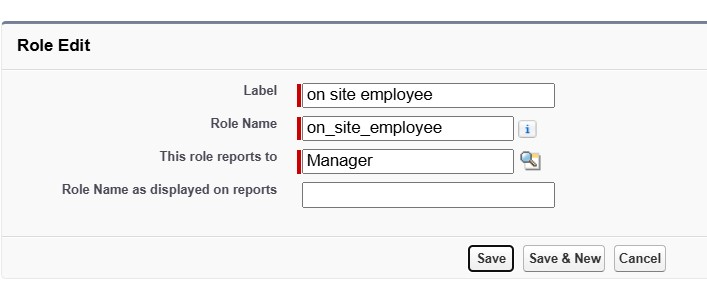 Role Edit
Label on site employee
Role Name on_site_employee i
This role reports to Manager
Role Name as displayed on reports
Save Save & New Cancel